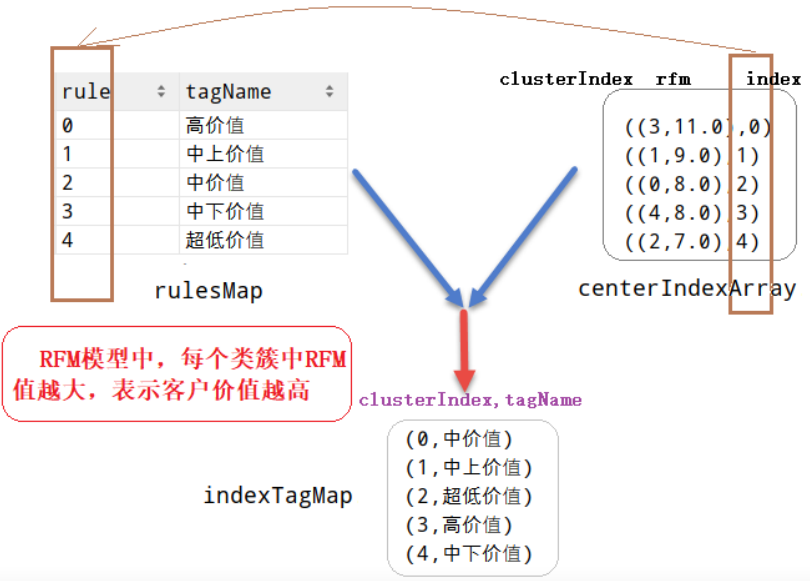 rule tagName
0 高价值
1 中上价值
2 中价值
3 中下价值
4 超低价值
rulesMap
clusterIndex rfm index
((3,11.0),0)
((1,9.0),1)
((0,8.0),2)
((4,8.0),3)
((2,7.0),4)
centerIndexArray
RFM模型中，每个类簇中RFM
值越大，表示客户价值越高
clusterIndex,tagName
(0,中价值)
(1,中上价值)
(2,超低价值)
(3,高价值)
(4,中下价值)
indexTagMap